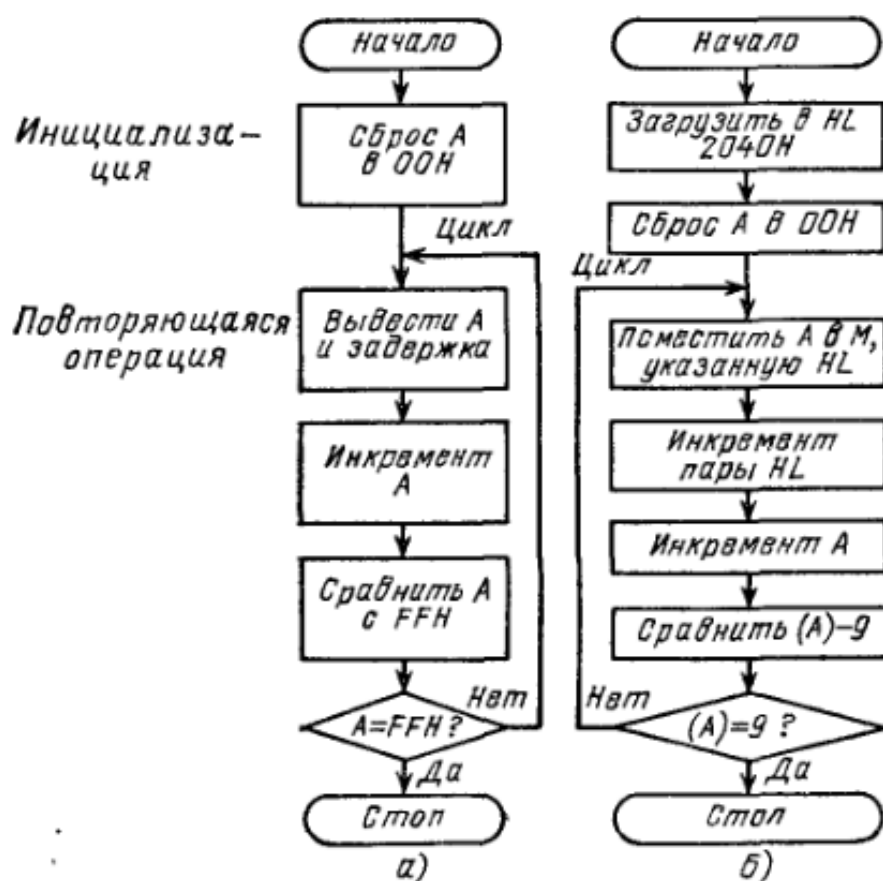 Начало
Инициализа-
ция
Сброс А
в 00Н
Цикл
Повторяющаяся
операция
Вывести А
и задержка
Инкремент
А
Сравнить А
с FFH
A=FFH?
Нет
Да
Стоп
а)
Начало
Загрузить в HL
2040H
Сброс А в 00Н
Цикл
Поместить А в М,
указанную HL
Инкремент
пары HL
Инкремент А
Сравнить (А)-9
Нет
(А)=9 ?
Да
Стоп
б)